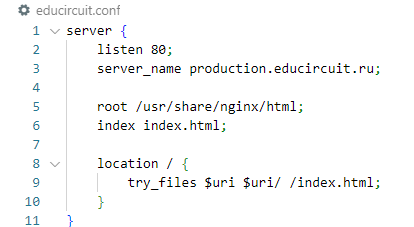 educircuit.conf
1 server {
2 listen 80;
3 server_name production.educircuit.ru;
4
5 root /usr/share/nginx/html;
6 index index.html;
7
8 location / {
9 try_files $uri $uri/ /index.html;
10 }
11 }